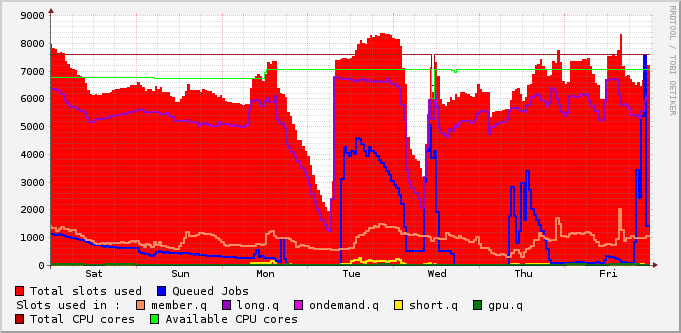 9000
8000
7000
6000
5000
4000
3000
2000
1000
0
Sat Sun Mon Tue Wed Thu Fri
RRDTOOL / TOBI OETIKER
Total slots used Queued Jobs
Slots used in : member.q long.q ondemand.q short.q gpu.q
Total CPU cores Available CPU cores